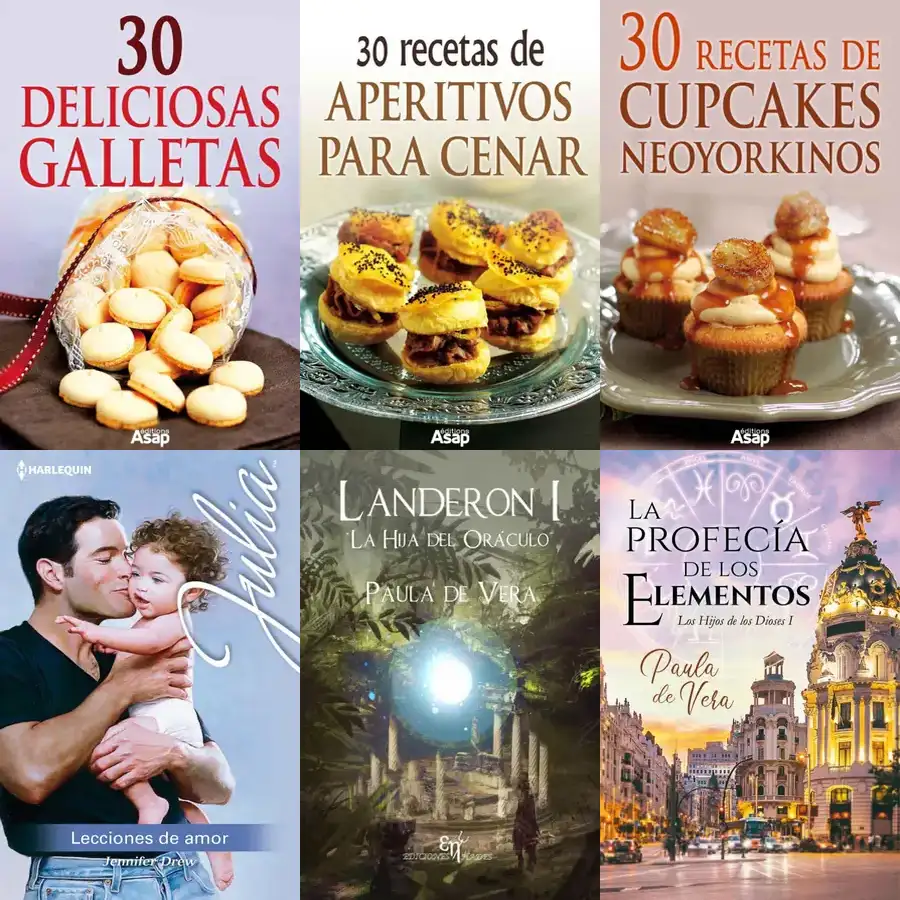 30
DELICIOSAS
GALLETAS
éditions
Asap
30 recetas de
APERITIVOS
PARA CENAR
éditions
Asap
30 RECETAS DE
CUPCAKES
NEOYORKINOS
éditions
Asap
HARLEQUIN
Julia
Lecciones de amor
Jennifer Drew
LANDERON I
"LA HIJA DEL ORÁCULO"
PAULA DE VERA
EDICIONES HADES
LA
PROFECÍA
DE LOS
ELEMENTOS
Los Hijos de los Dioses I
Paula
de Vera